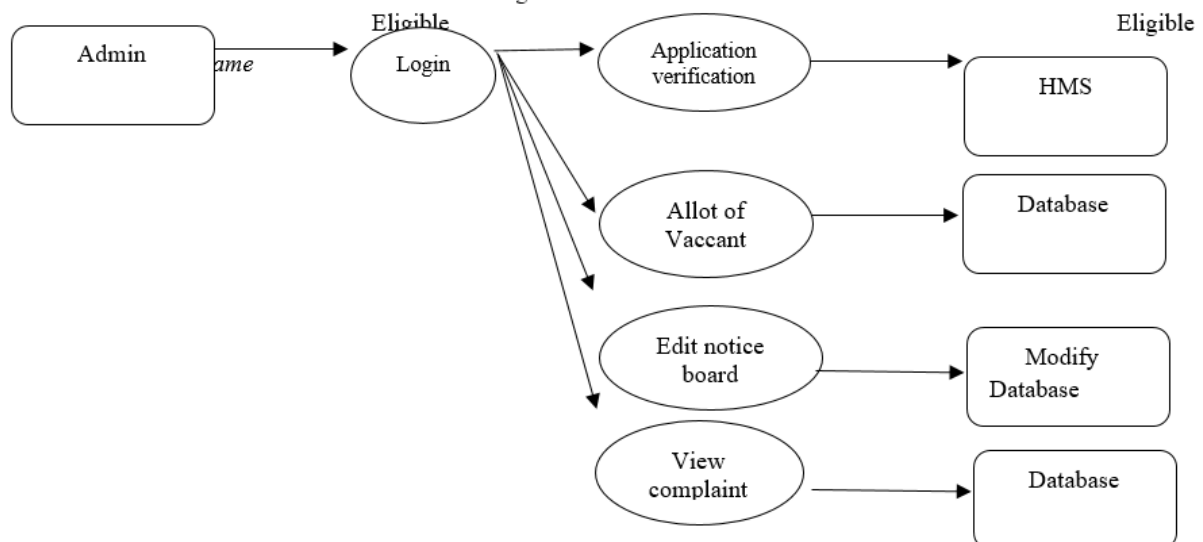 Eligible
Eligible
Admin
ame
Login
Application
verification
HMS
Allot of
Vaccant
Database
Edit notice
board
Modify
Database
View
complaint
Database